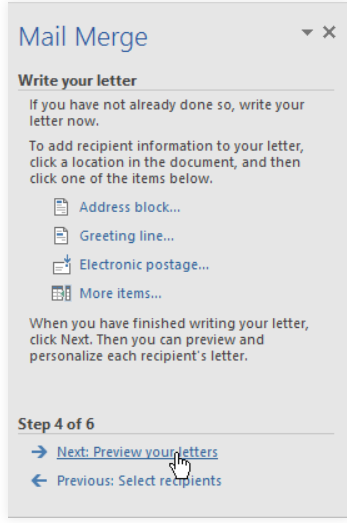 Mail Merge
Write your letter
If you have not already done so, write your
letter now.
To add recipient information to your letter,
click a location in the document, and then
click one of the items below.
Address block...
Greeting line...
Electronic postage...
More items...
When you have finished writing your letter,
click Next. Then you can preview and
personalize each recipient's letter.
Step 4 of 6
Next: Preview your letters
Previous: Select recipients